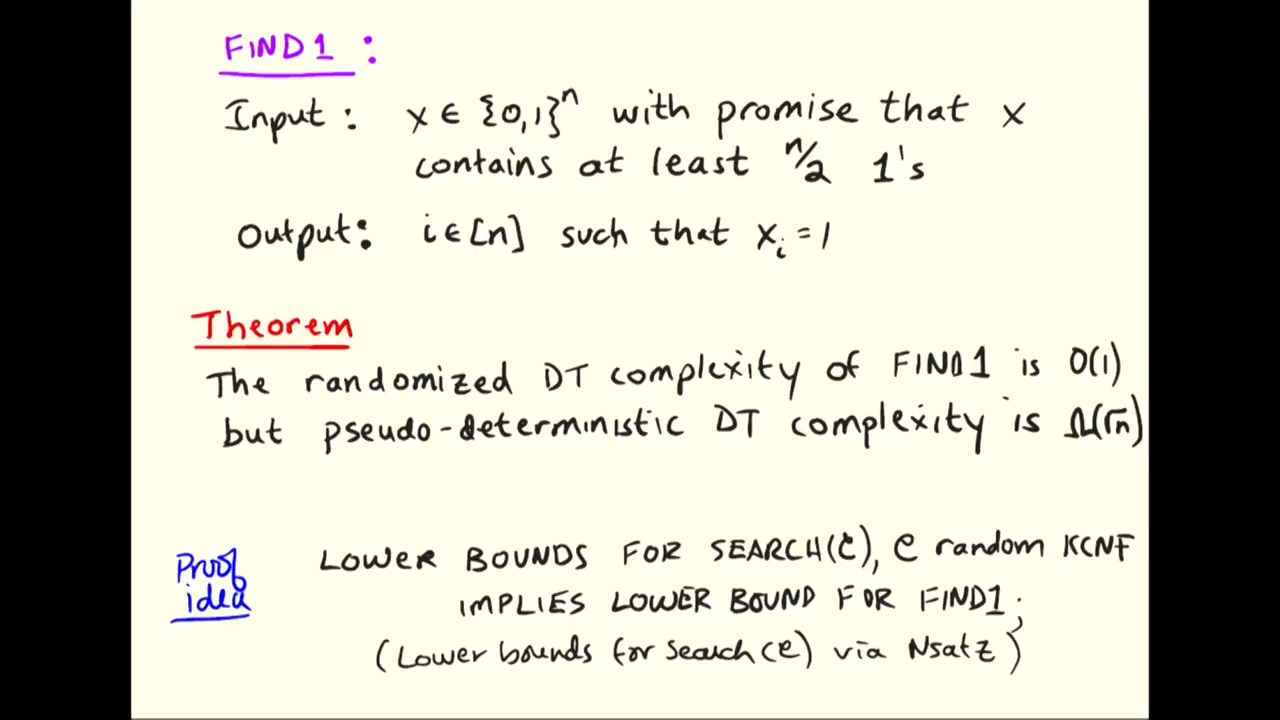 FIND1 :
Input : x ∈ {0,1}ⁿ with promise that x
contains at least n/2 1's
Output: i ∈ [n] such that xᵢ = 1
Theorem
The randomized DT complexity of FIND1 is O(1)
but pseudo-deterministic DT complexity is Ω(√n)
Proof idea
LOWER BOUNDS FOR SEARCH(C), C random KCNF
IMPLIES LOWER BOUND FOR FIND1.
(Lower bounds for search(C) via Nsatz)